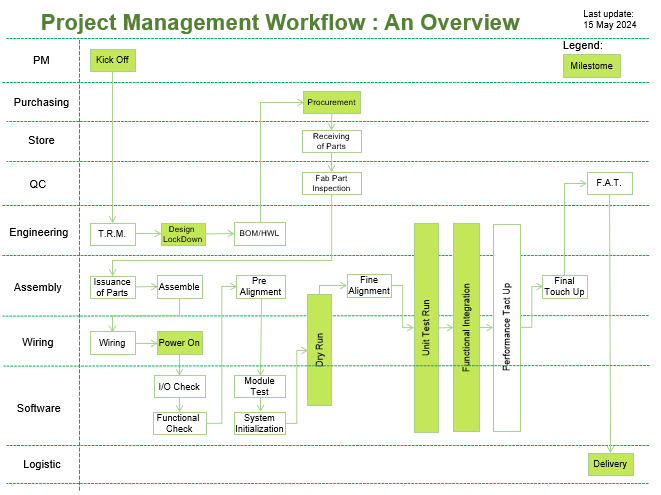 Project Management Workflow : An Overview
Last update:
15 May 2024
Legend:
Milestome
PM
Kick Off
Purchasing
Procurement
Store
Receiving
of Parts
QC
Fab Part
Inspection
F.A.T.
Engineering
T.R.M.
Design
LockDown
BOM/HWL
Assembly
Issuance
of Parts
Assemble
Pre
Alignment
Fine
Alignment
Final
Touch Up
Wiring
Wiring
Power On
Dry Run
Unit Test Run
Functional Integration
Performance Tact Up
Software
I/O Check
Functional
Check
Module
Test
System
Initialization
Logistic
Delivery